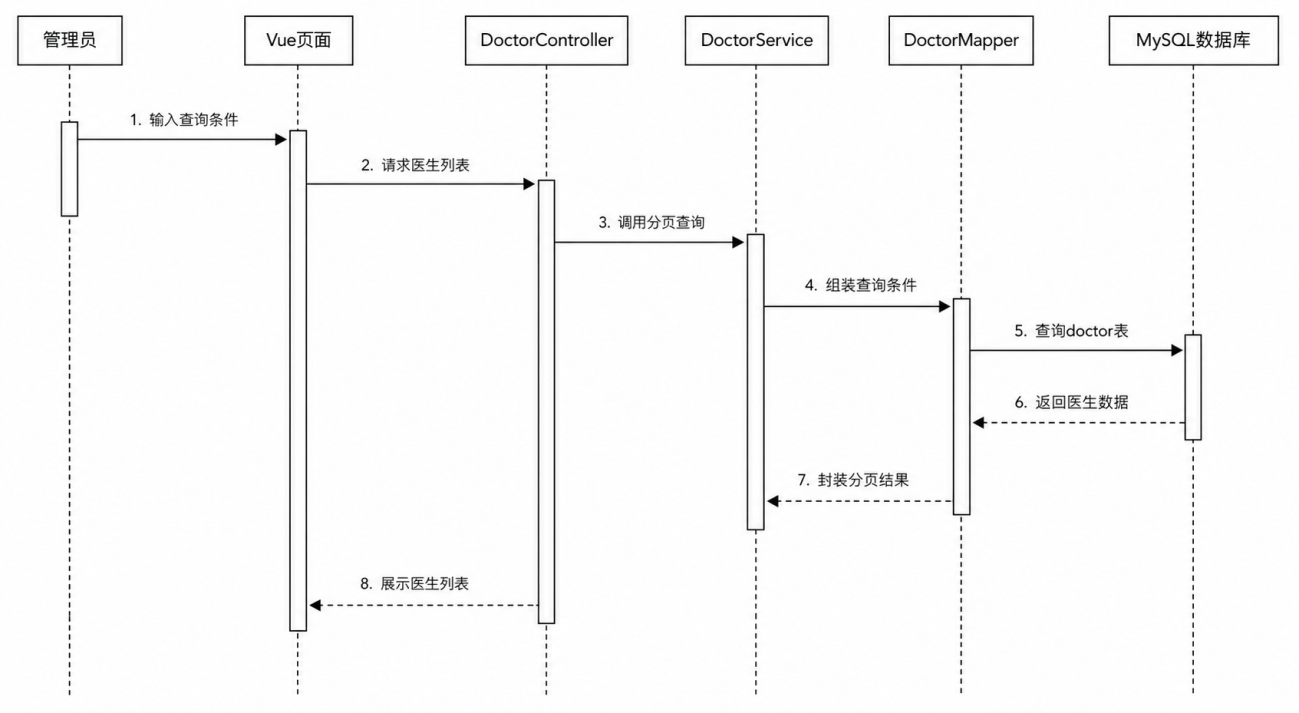 管理员
Vue页面
DoctorController
DoctorService
DoctorMapper
MySQL数据库
1. 输入查询条件
2. 请求医生列表
3. 调用分页查询
4. 组装查询条件
5. 查询doctor表
6. 返回医生数据
7. 封装分页结果
8. 展示医生列表